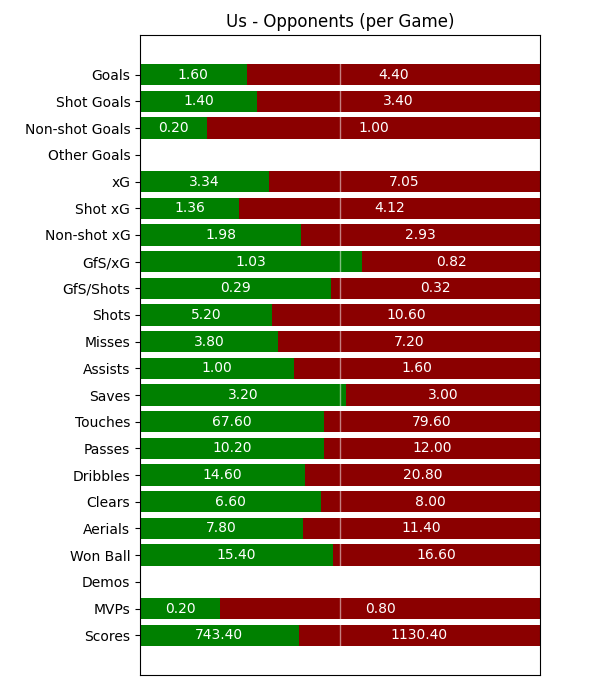 Us - Opponents (per Game)
Goals 1.60 4.40
Shot Goals 1.40 3.40
Non-shot Goals 0.20 1.00
Other Goals
xG 3.34 7.05
Shot xG 1.36 4.12
Non-shot xG 1.98 2.93
GfS/xG 1.03 0.82
GfS/Shots 0.29 0.32
Shots 5.20 10.60
Misses 3.80 7.20
Assists 1.00 1.60
Saves 3.20 3.00
Touches 67.60 79.60
Passes 10.20 12.00
Dribbles 14.60 20.80
Clears 6.60 8.00
Aerials 7.80 11.40
Won Ball 15.40 16.60
Demos
MVPs 0.20 0.80
Scores 743.40 1130.40